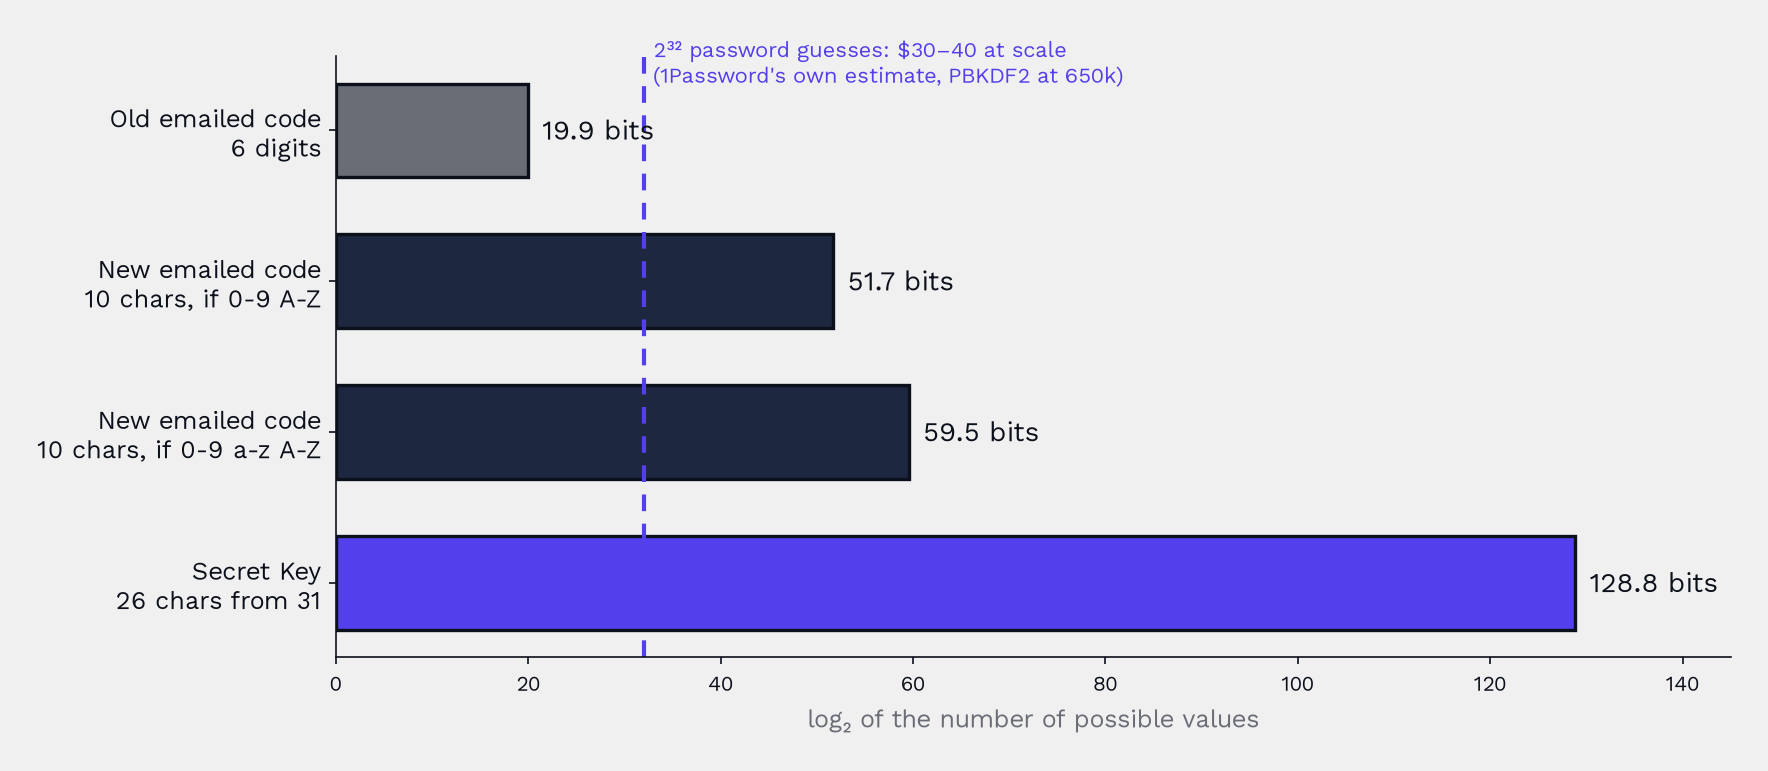 2³² password guesses: $30–40 at scale
(1Password's own estimate, PBKDF2 at 650k)
Old emailed code
6 digits
19.9 bits
New emailed code
10 chars, if 0-9 A-Z
51.7 bits
New emailed code
10 chars, if 0-9 a-z A-Z
59.5 bits
Secret Key
26 chars from 31
128.8 bits
0 20 40 60 80 100 120 140
log₂ of the number of possible values